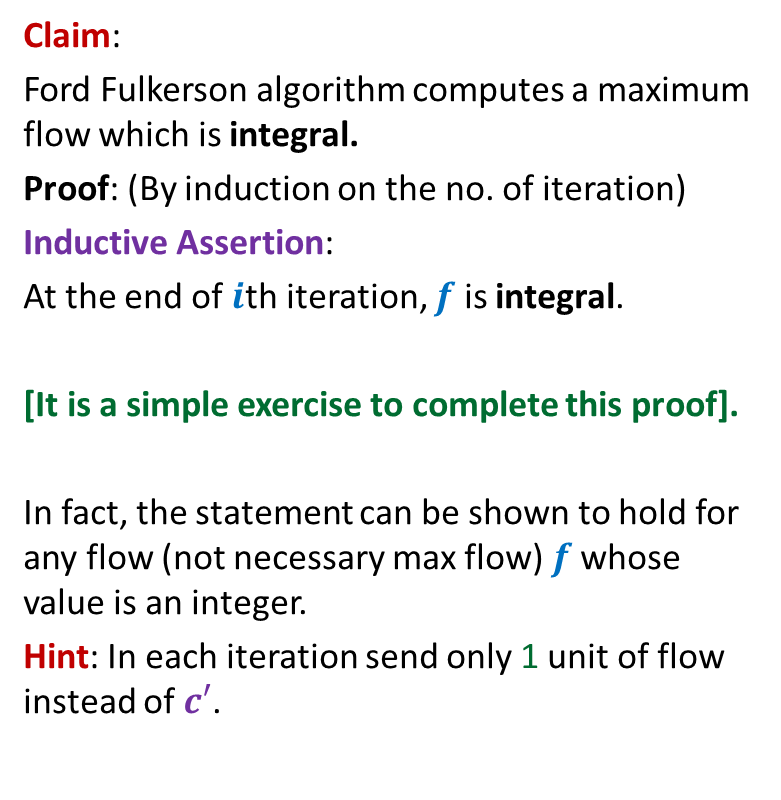 Claim:
Ford Fulkerson algorithm computes a maximum
flow which is integral.
Proof: (By induction on the no. of iteration)
Inductive Assertion:
At the end of ith iteration, f is integral.
[It is a simple exercise to complete this proof].
In fact, the statement can be shown to hold for
any flow (not necessary max flow) f whose
value is an integer.
Hint: In each iteration send only 1 unit of flow
instead of c′.